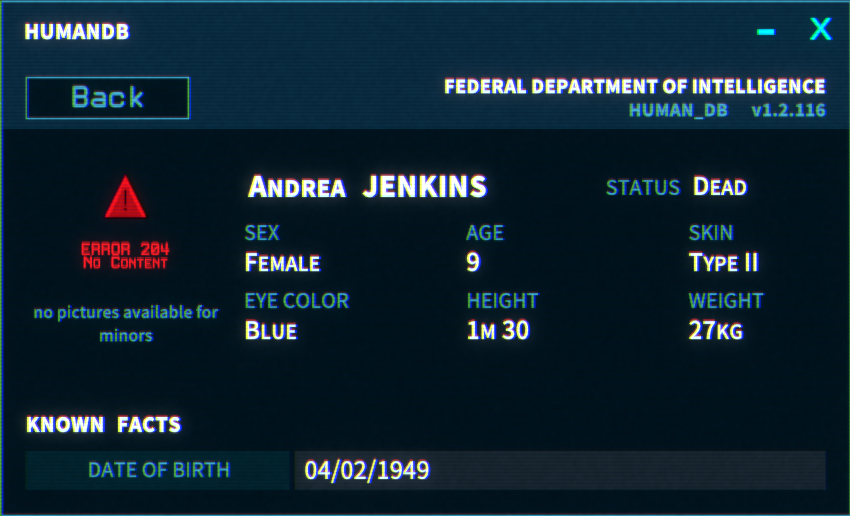 HUMANDB
– X
Back
FEDERAL DEPARTMENT OF INTELLIGENCE
HUMAN_DB v1.2.116
ANDREA JENKINS
STATUS DEAD
ERROR 204
NO CONTENT
no pictures available for
minors
SEX AGE SKIN
FEMALE 9 TYPE II
EYE COLOR HEIGHT WEIGHT
BLUE 1M 30 27KG
KNOWN FACTS
DATE OF BIRTH 04/02/1949